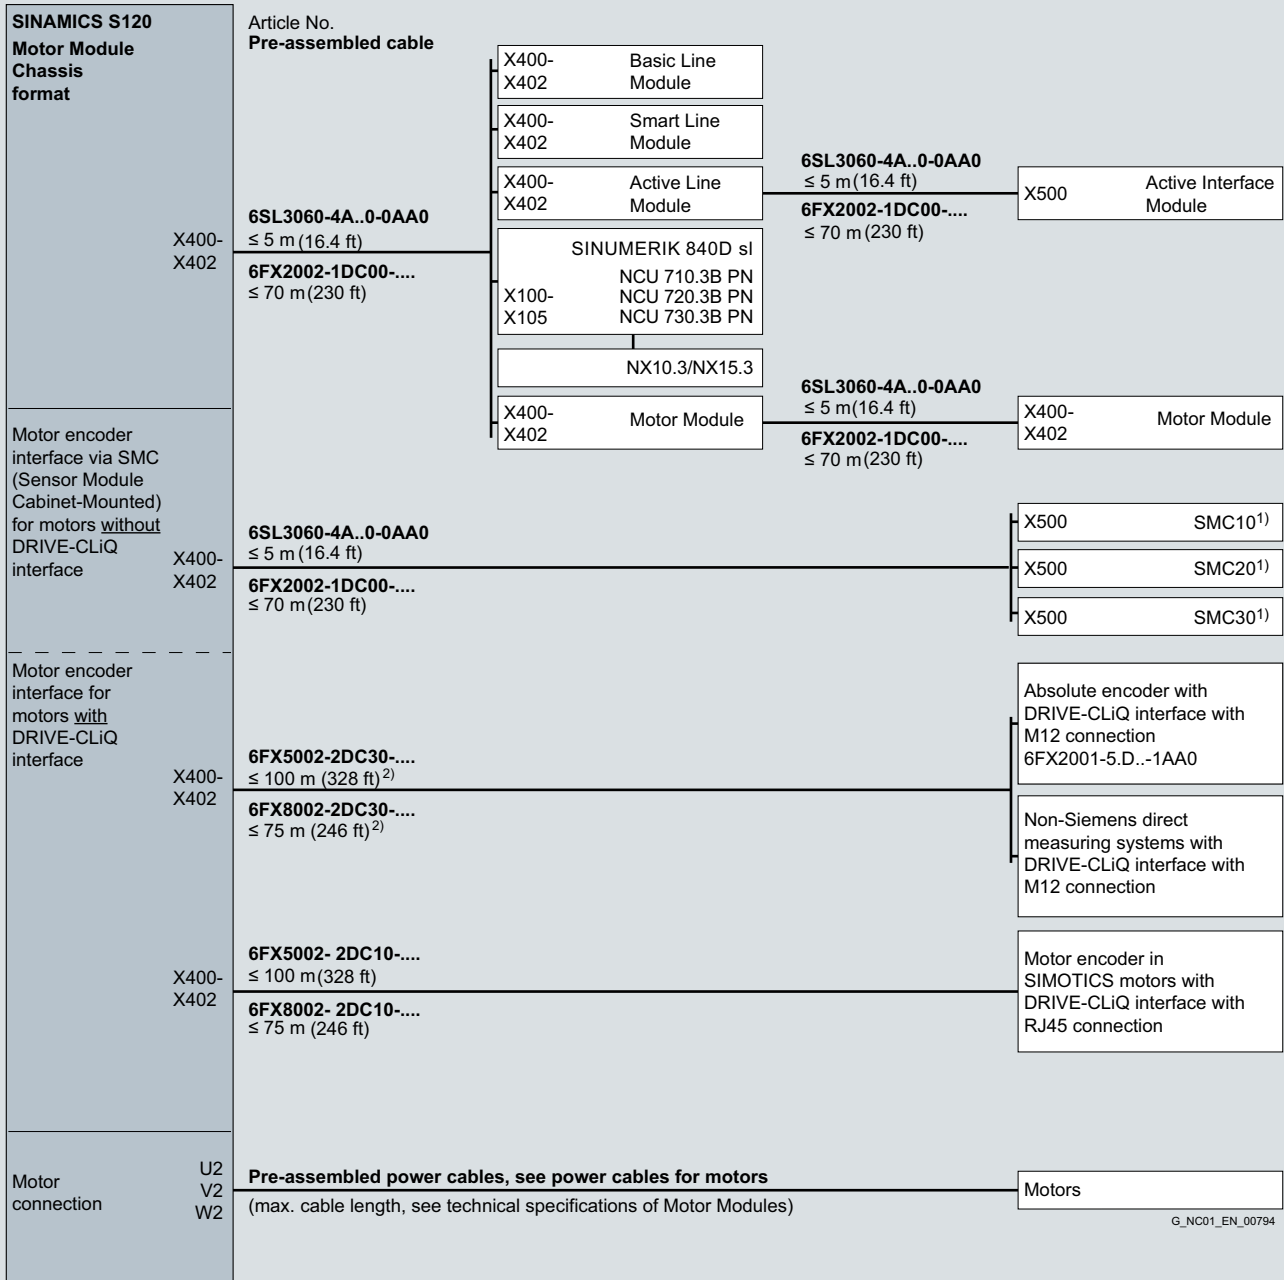 SINAMICS S120
Motor Module
Chassis
format
Article No.
Pre-assembled cable
X400-
X402
6SL3060-4A..0-0AA0
≤ 5 m (16.4 ft)
6FX2002-1DC00-....
≤ 70 m (230 ft)
X400-
X402
Basic Line
Module
X400-
X402
Smart Line
Module
X400-
X402
Active Line
Module
6SL3060-4A..0-0AA0
≤ 5 m (16.4 ft)
6FX2002-1DC00-....
≤ 70 m (230 ft)
X500
Active Interface
Module
SINUMERIK 840D sl
NCU 710.3B PN
NCU 720.3B PN
NCU 730.3B PN
X100-
X105
NX10.3/NX15.3
X400-
X402
Motor Module
6SL3060-4A..0-0AA0
≤ 5 m (16.4 ft)
6FX2002-1DC00-....
≤ 70 m (230 ft)
X400-
X402
Motor Module
Motor encoder
interface via SMC
(Sensor Module
Cabinet-Mounted)
for motors without
DRIVE-CLiQ
interface
X400-
X402
6SL3060-4A..0-0AA0
≤ 5 m (16.4 ft)
6FX2002-1DC00-....
≤ 70 m (230 ft)
X500 SMC10 1)
X500 SMC20 1)
X500 SMC30 1)
Motor encoder
interface for
motors with
DRIVE-CLiQ
interface
X400-
X402
6FX5002-2DC30-....
≤ 100 m (328 ft) 2)
6FX8002-2DC30-....
≤ 75 m (246 ft) 2)
Absolute encoder with
DRIVE-CLiQ interface with
M12 connection
6FX2001-5.D..-1AA0
Non-Siemens direct
measuring systems with
DRIVE-CLiQ interface with
M12 connection
X400-
X402
6FX5002- 2DC10-....
≤ 100 m (328 ft)
6FX8002- 2DC10-....
≤ 75 m (246 ft)
Motor encoder in
SIMOTICS motors with
DRIVE-CLiQ interface with
RJ45 connection
Motor
connection
U2
V2
W2
Pre-assembled power cables, see power cables for motors
(max. cable length, see technical specifications of Motor Modules)
Motors
G_NC01_EN_00794